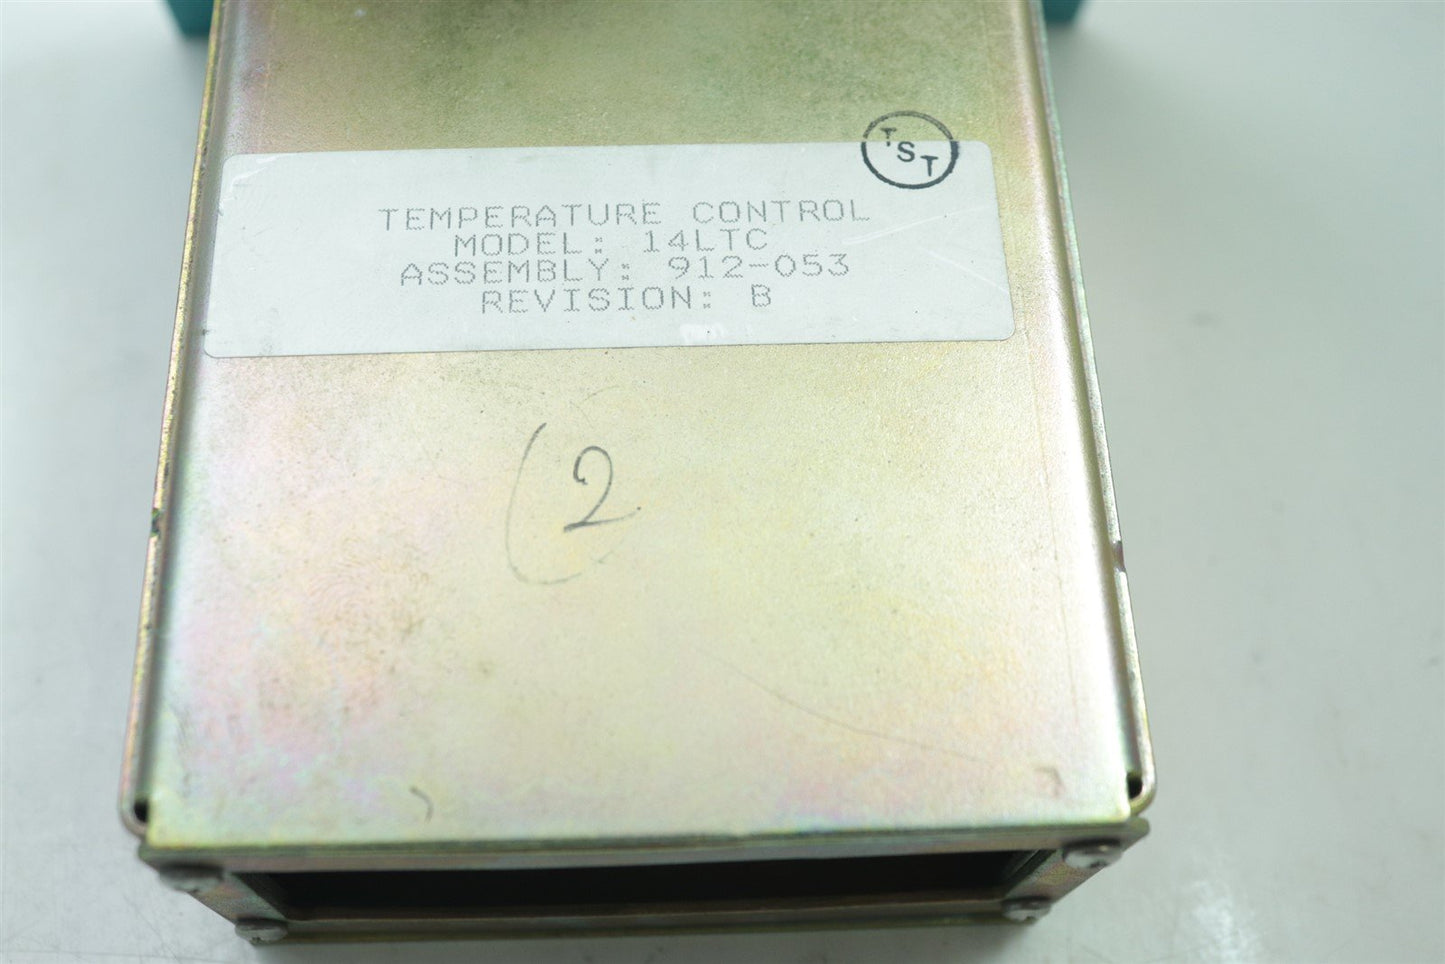 TST
TEMPERATURE CONTROL
MODEL: 14LTC
ASSEMBLY: 912-053
REVISION: B
2